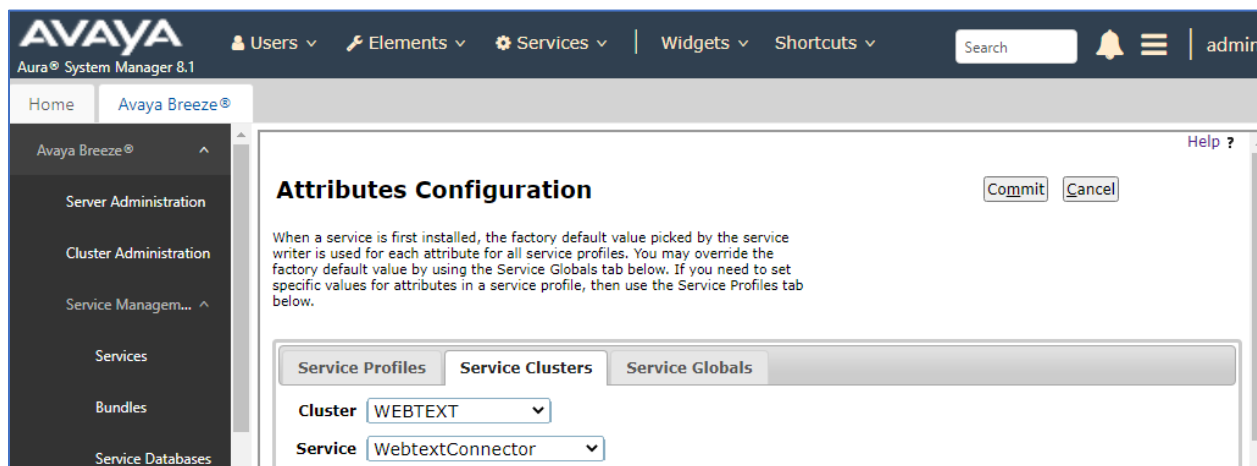 AVAYA
Aura® System Manager 8.1
Users Elements Services Widgets Shortcuts Search admin
Home Avaya Breeze®
Avaya Breeze®
Server Administration
Cluster Administration
Service Managem...
Services
Bundles
Service Databases
Help ?
Attributes Configuration
Commit Cancel
When a service is first installed, the factory default value picked by the service
writer is used for each attribute for all service profiles. You may override the
factory default value by using the Service Globals tab below. If you need to set
specific values for attributes in a service profile, then use the Service Profiles tab
below.
Service Profiles Service Clusters Service Globals
Cluster WEBTEXT
Service WebtextConnector